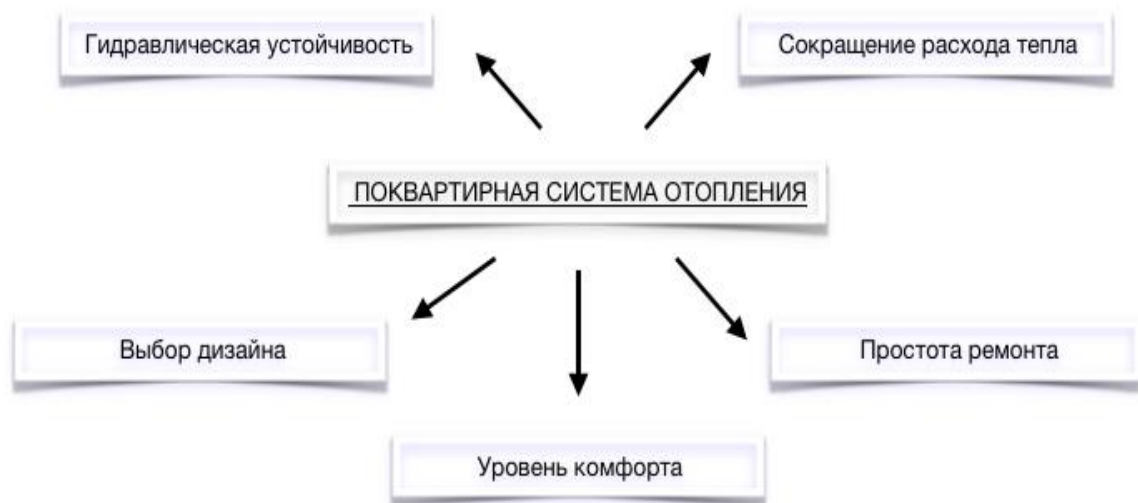 Гидравлическая устойчивость
Сокращение расхода тепла
ПОКВАРТИРНАЯ СИСТЕМА ОТОПЛЕНИЯ
Выбор дизайна
Простота ремонта
Уровень комфорта